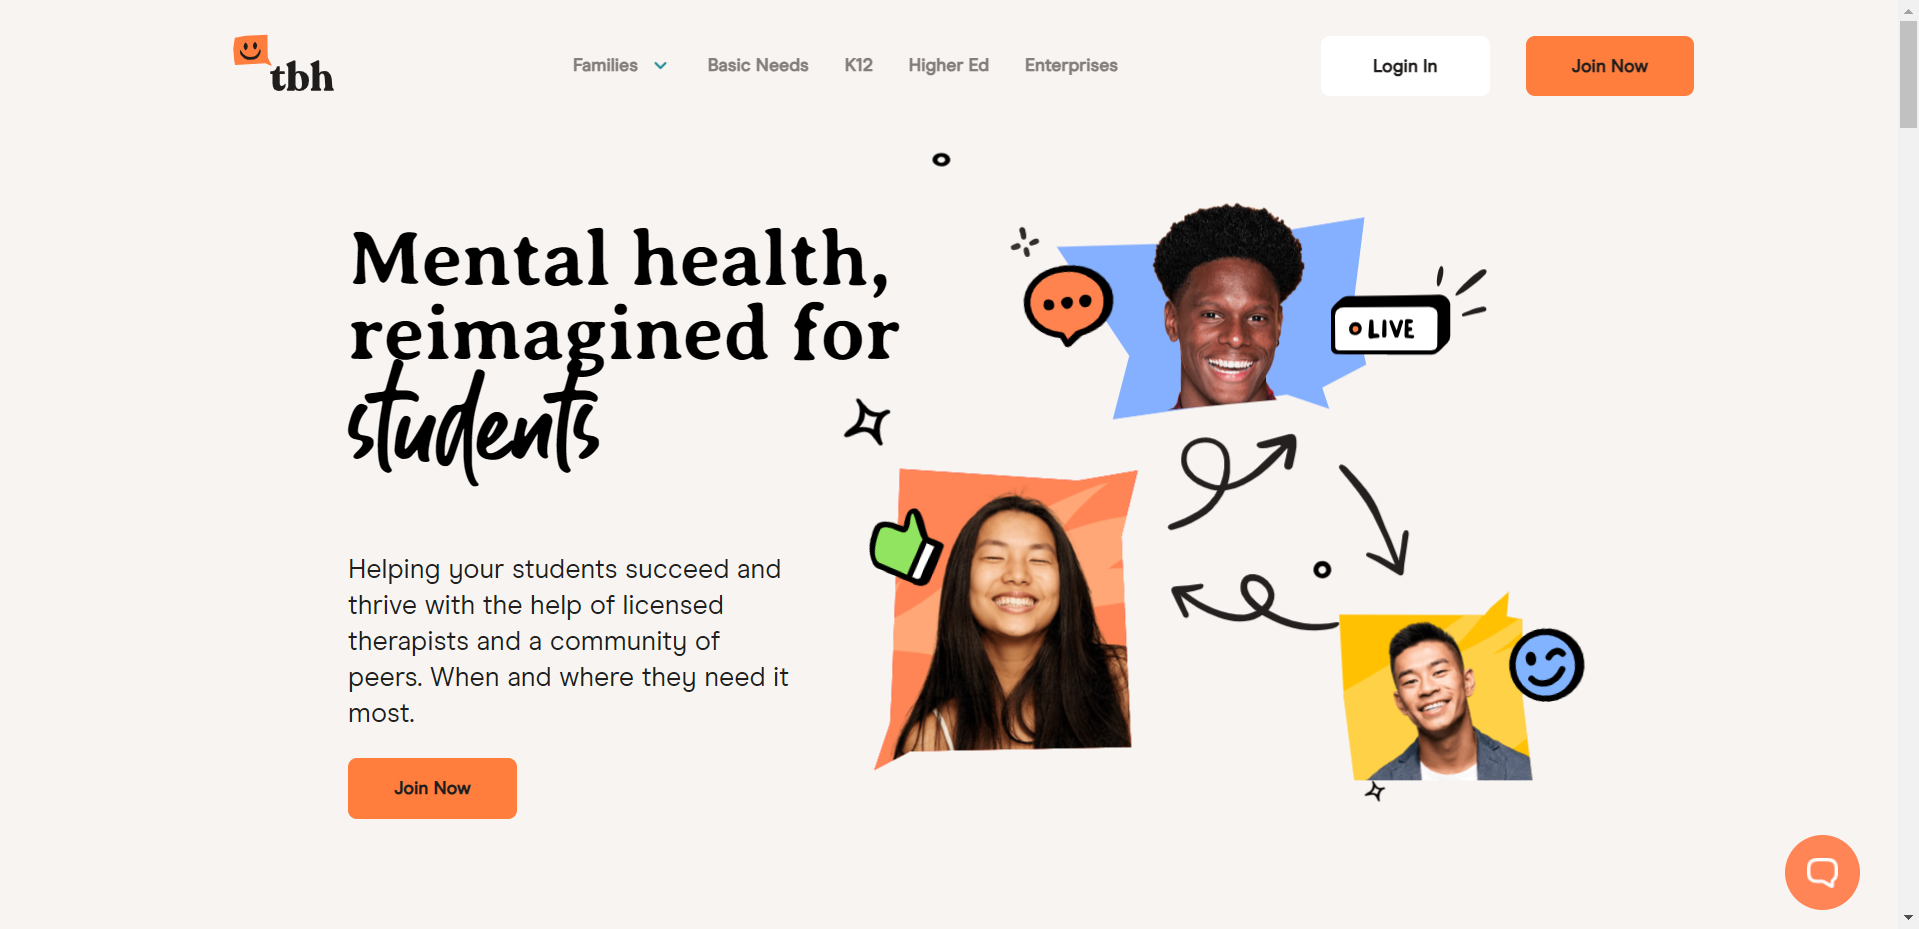 tbh
Families
Basic Needs
K12
Higher Ed
Enterprises
Login In
Join Now
Mental health,
reimagined for
students
LIVE
Helping your students succeed and
thrive with the help of licensed
therapists and a community of
peers. When and where they need it
most.
Join Now